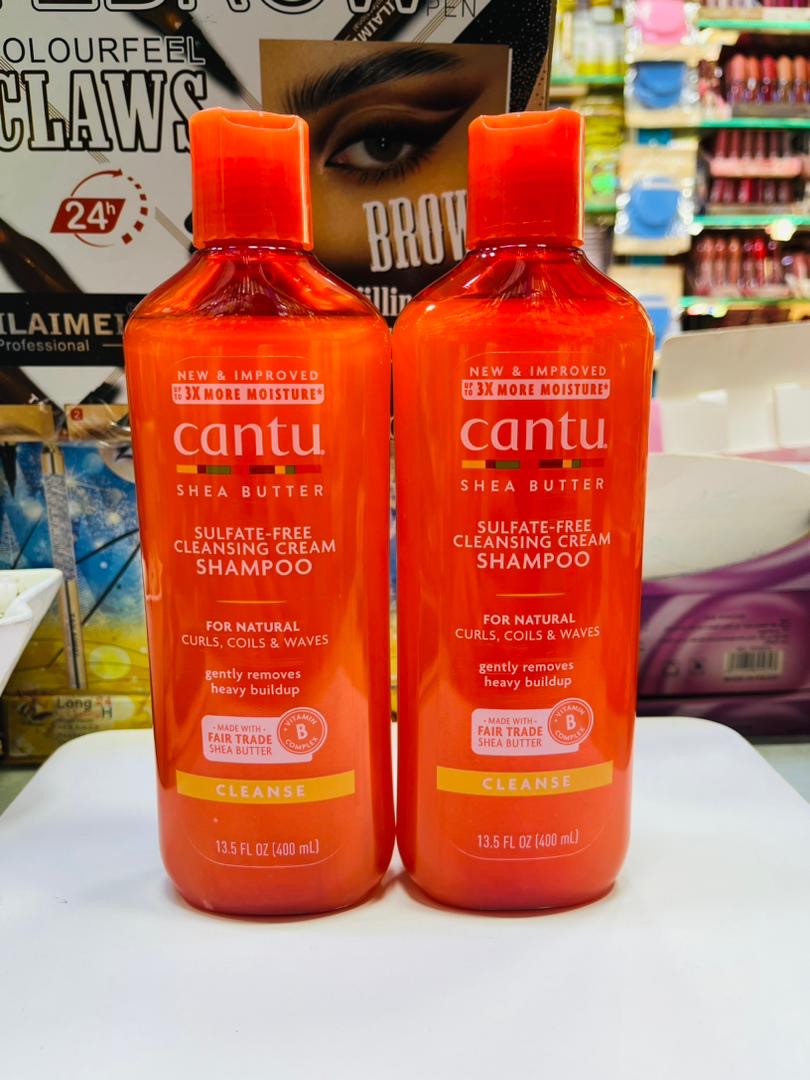 PEN
COLOURFEEL
CLAWS
24h
BROW
Professional
2
Long
NEW & IMPROVED
UP TO 3X MORE MOISTURE*
cantu
SHEA BUTTER
SULFATE-FREE
CLEANSING CREAM
SHAMPOO
FOR NATURAL
CURLS, COILS & WAVES
gently removes
heavy buildup
• MADE WITH •
FAIR TRADE
SHEA BUTTER
• VITAMIN •
B
COMPLEX
CLEANSE
13.5 FL OZ (400 mL)
NEW & IMPROVED
UP TO 3X MORE MOISTURE*
cantu
SHEA BUTTER
SULFATE-FREE
CLEANSING CREAM
SHAMPOO
FOR NATURAL
CURLS, COILS & WAVES
gently removes
heavy buildup
• MADE WITH •
FAIR TRADE
SHEA BUTTER
• VITAMIN •
B
COMPLEX
CLEANSE
13.5 FL OZ (400 mL)